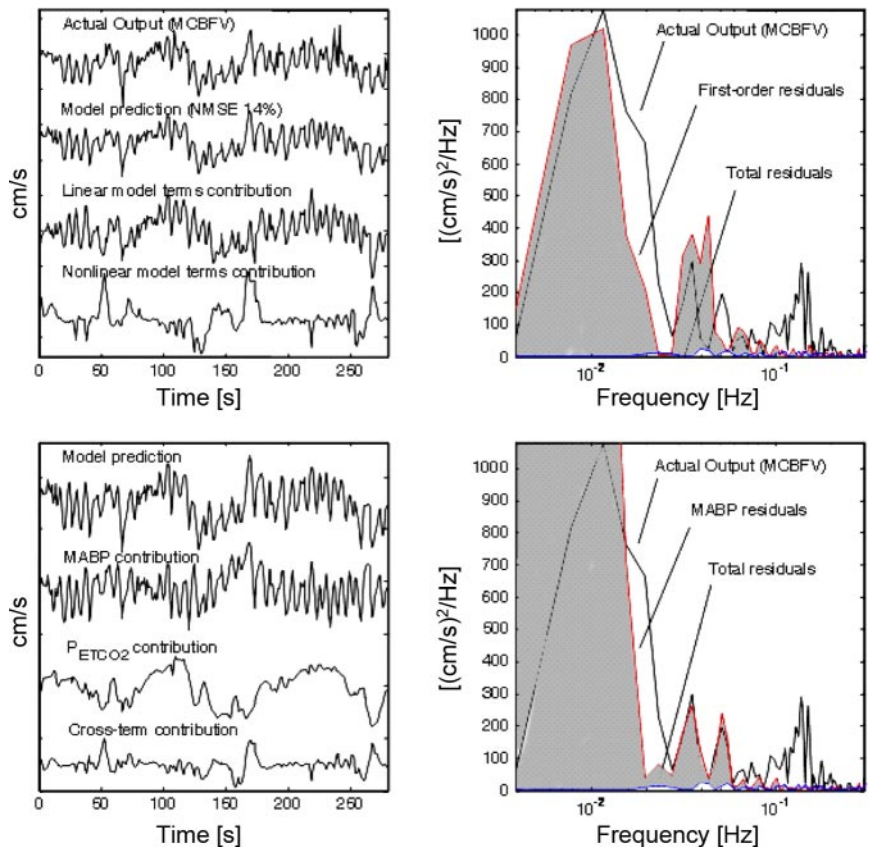 Actual Output (MCBFV)
Model prediction (NMSE 14%)
Linear model terms contribution
Nonlinear model terms contribution
cm/s
0 50 100 150 200 250
Time [s]
1000
900
800
700
600
500
400
300
200
100
0
[(cm/s)²/Hz]
Actual Output (MCBFV)
First-order residuals
Total residuals
10⁻² 10⁻¹
Frequency [Hz]
Model prediction
MABP contribution
PETCO2 contribution
Cross-term contribution
cm/s
0 50 100 150 200 250
Time [s]
1000
900
800
700
600
500
400
300
200
100
0
[(cm/s)²/Hz]
Actual Output (MCBFV)
MABP residuals
Total residuals
10⁻² 10⁻¹
Frequency [Hz]